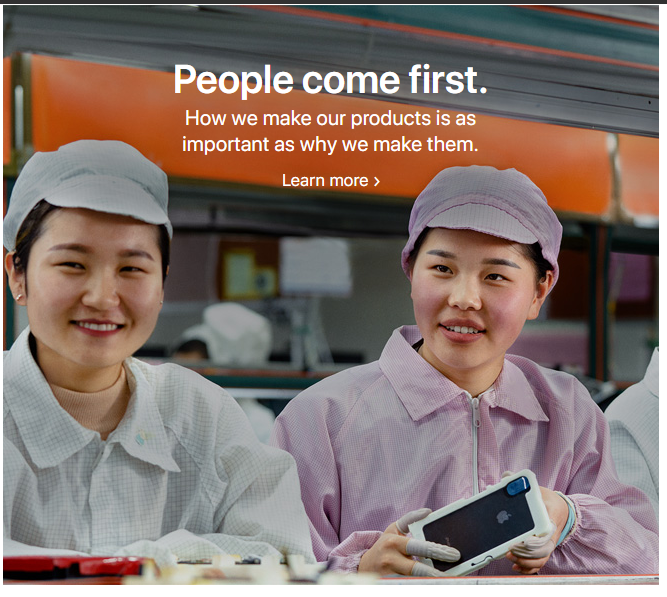 People come first.
How we make our products is as
important as why we make them.
Learn more ›